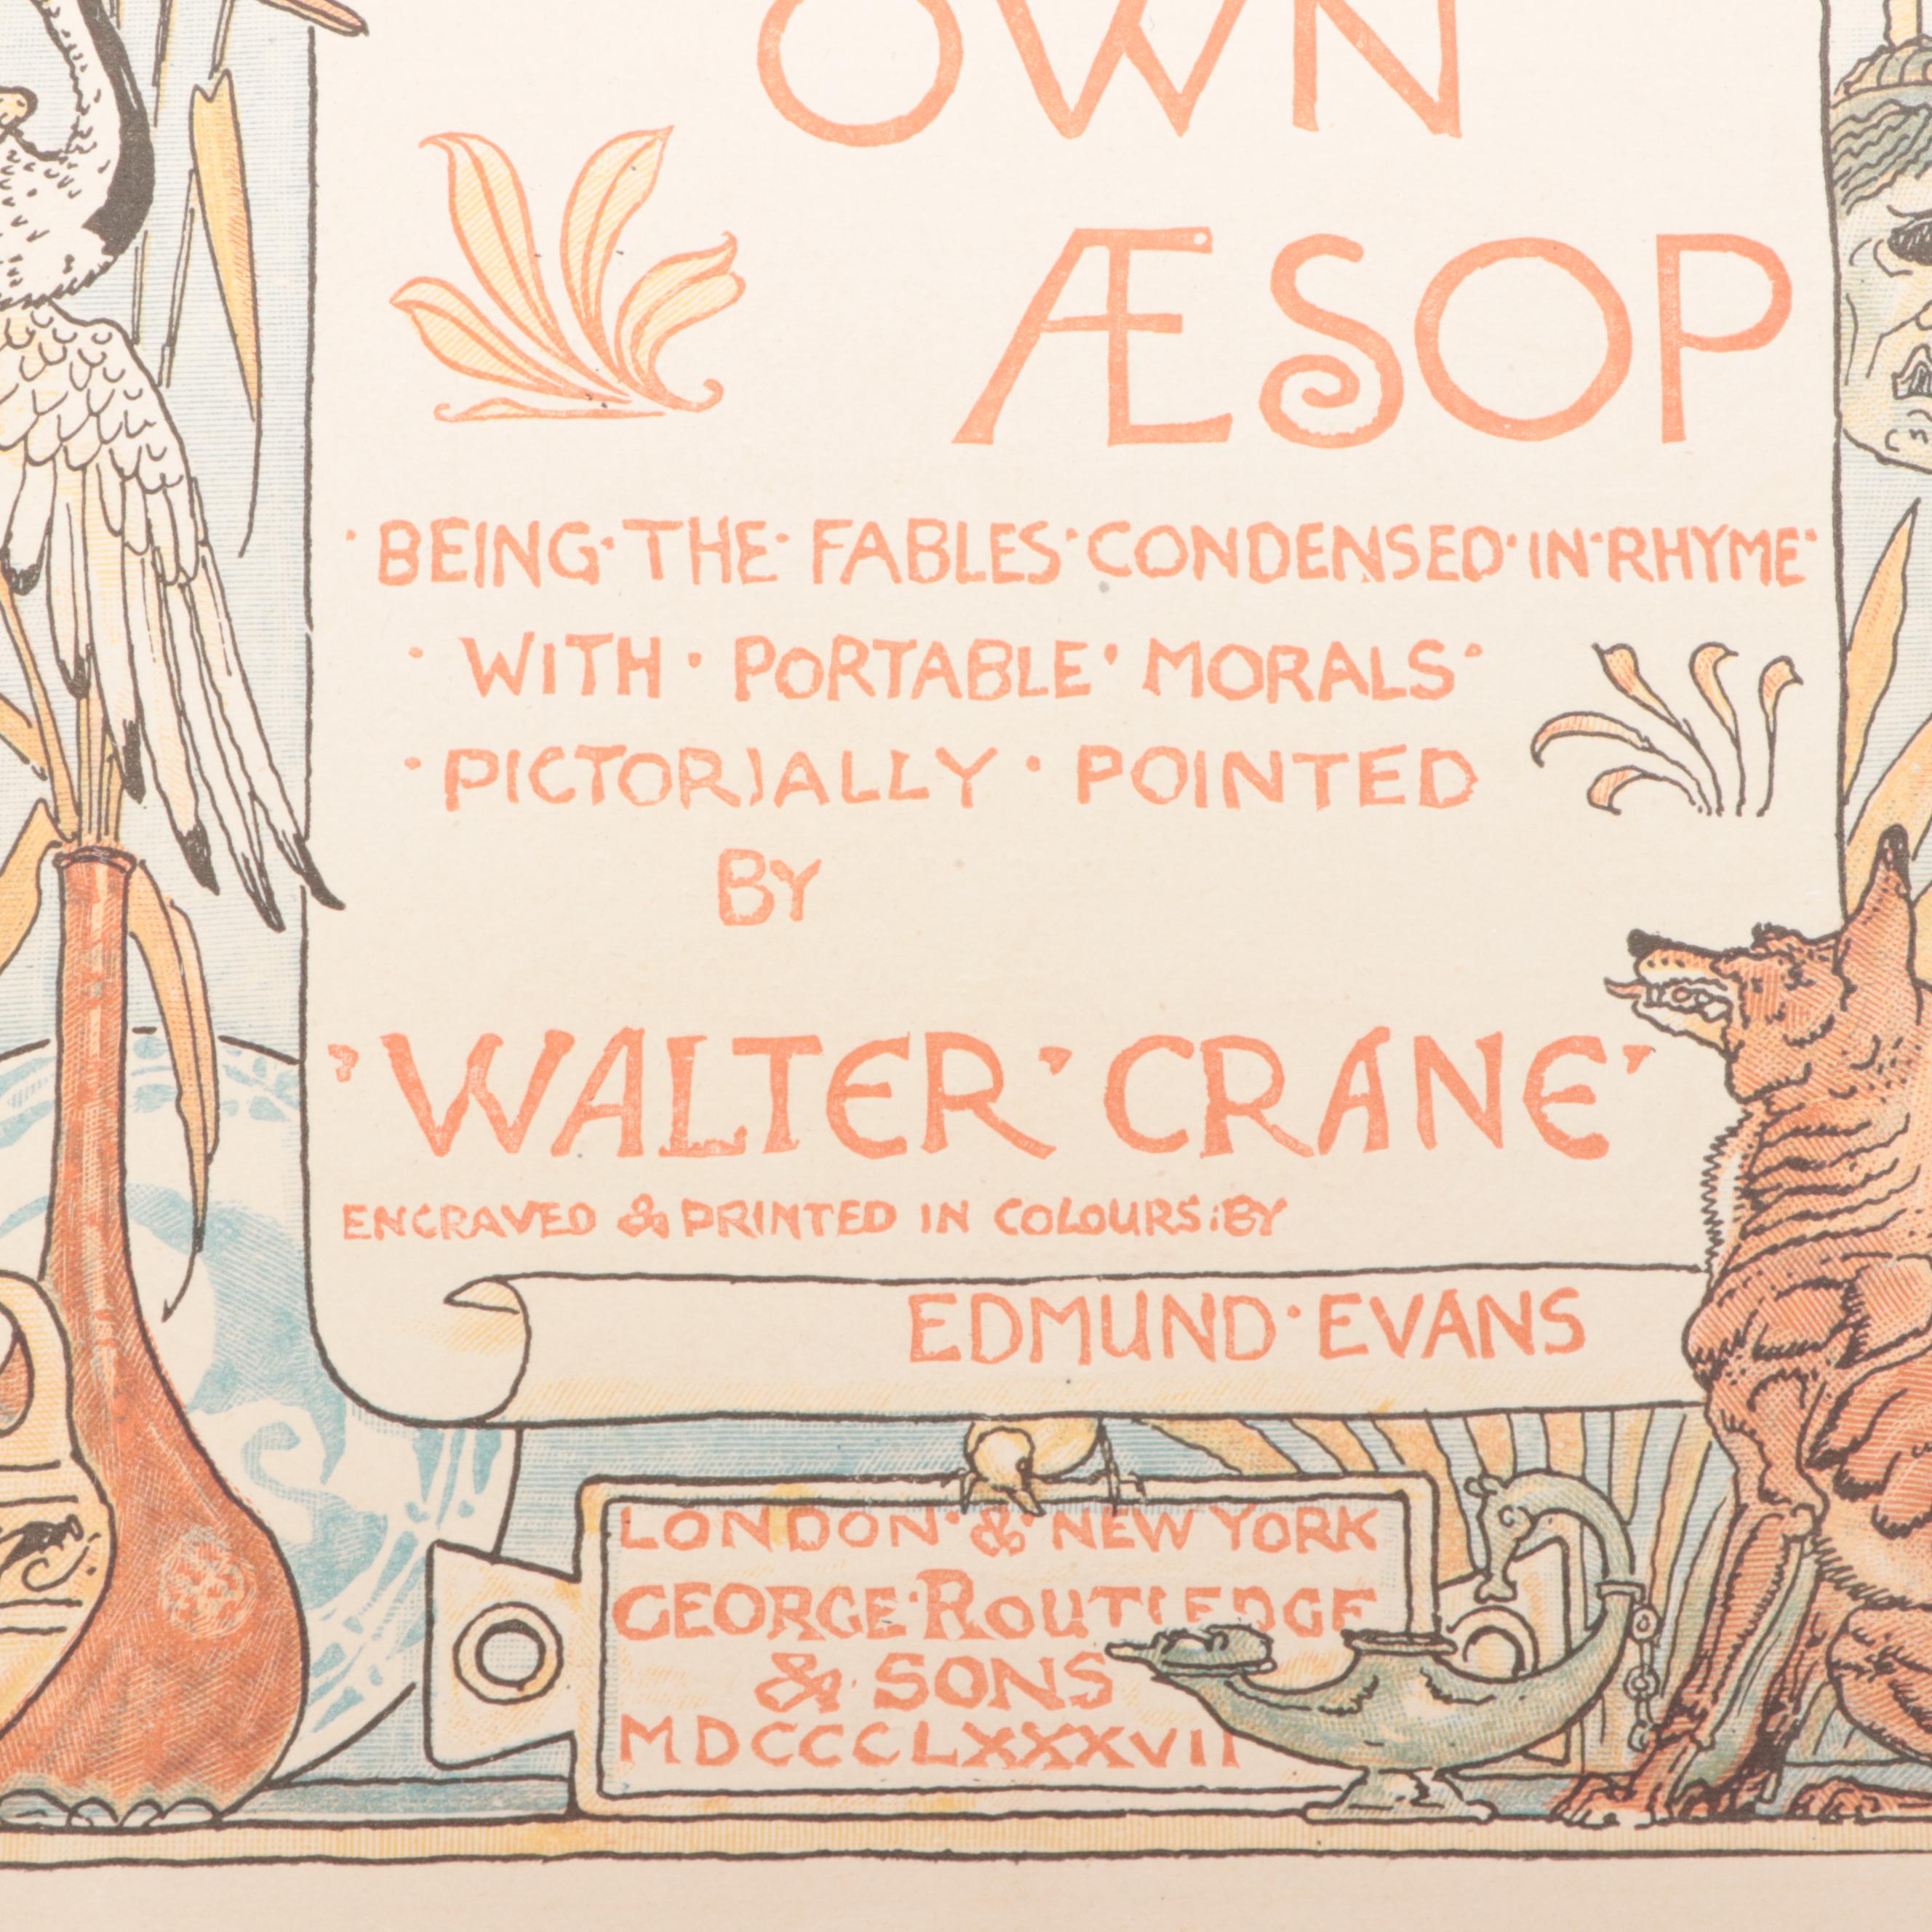 OWN
ÆSOP
·BEING·THE·FABLES·CONDENSED·IN·RHYME·
·WITH·PORTABLE·MORALS·
·PICTORIALLY·POINTED
BY
'WALTER'CRANE'
ENGRAVED & PRINTED IN COLOURS:BY
EDMUND·EVANS
LONDON·&·NEW YORK
GEORGE·ROUTLEDGE
& SONS
MDCCCLXXXVII